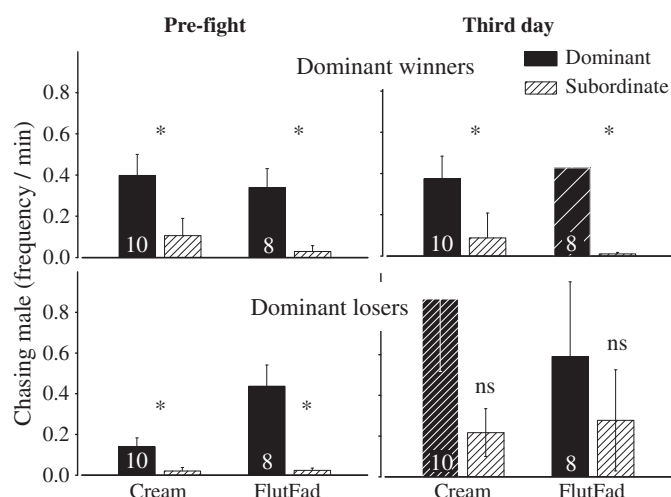 Pre-fight Third day
Dominant winners
Dominant
Subordinate
Chasing male (frequency / min)
0.8
0.6
0.4
0.2
0.0
* * * *
10 8 10 8
Dominant losers
0.8
0.6
0.4
0.2
0.0
* * ns ns
10 8 10 8
Cream FlutFad Cream FlutFad